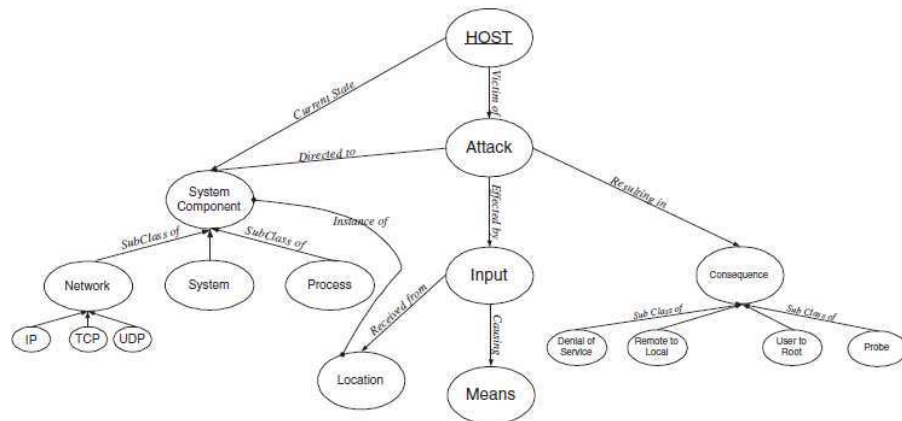 HOST
Current State
Victim of
Attack
Directed to
Resulting in
System
Component
Effected by
Instance of
SubClass of
SubClass of
Network
System
Process
Input
Consequence
IP
TCP
UDP
Received from
Causing
Sub Class of
Sub Class of
Denial of
Service
Remote to
Local
User to
Root
Probe
Location
Means